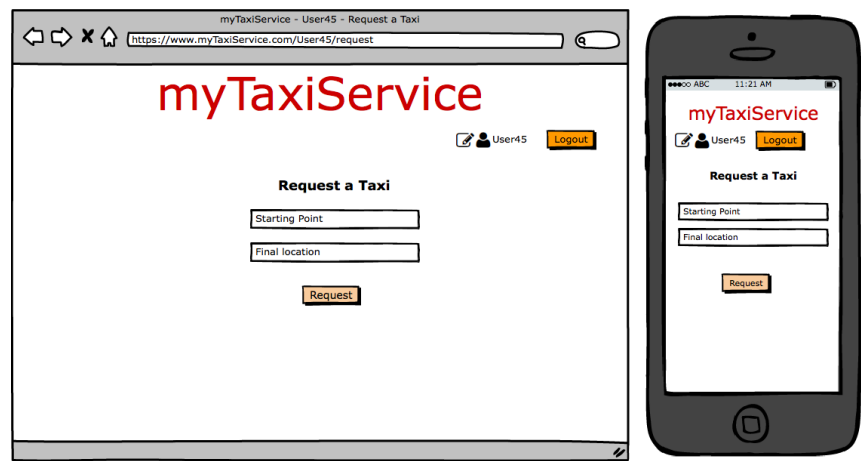 myTaxiService - User45 - Request a Taxi
https://www.myTaxiService.com/User45/request
myTaxiService
User45 Logout
Request a Taxi
Starting Point
Final location
Request
ABC 11:21 AM
myTaxiService
User45 Logout
Request a Taxi
Starting Point
Final location
Request